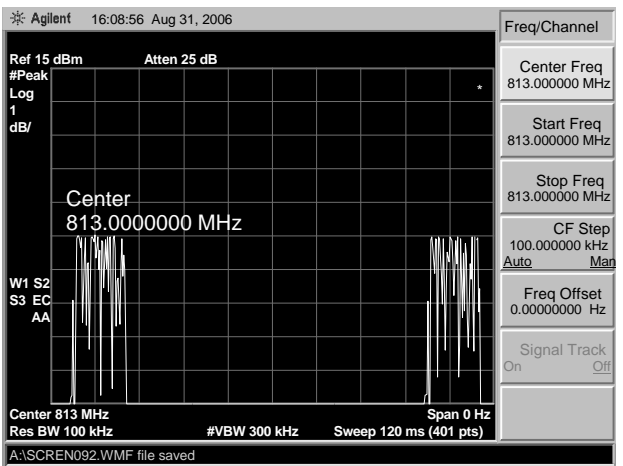 Agilent 16:08:56 Aug 31, 2006
Freq/Channel
Ref 15 dBm Atten 25 dB
#Peak
Log
1
dB/
*
Center
813.0000000 MHz
W1 S2
S3 EC
AA
Center 813 MHz Span 0 Hz
Res BW 100 kHz #VBW 300 kHz Sweep 120 ms (401 pts)
A:\SCREN092.WMF file saved
Center Freq
813.000000 MHz
Start Freq
813.000000 MHz
Stop Freq
813.000000 MHz
CF Step
100.000000 kHz
Auto Man
Freq Offset
0.00000000 Hz
Signal Track
On Off